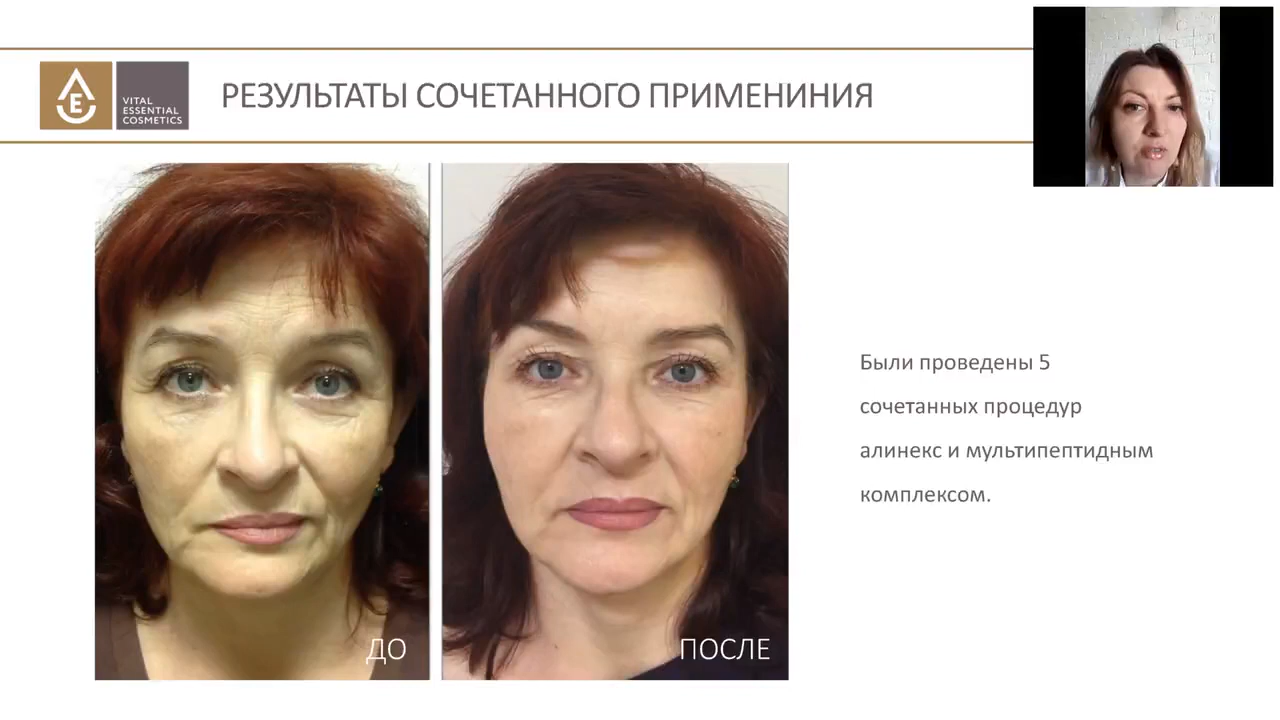 E
VITAL
ESSENTIAL
COSMETICS
РЕЗУЛЬТАТЫ СОЧЕТАННОГО ПРИМЕНИНИЯ
ДО
ПОСЛЕ
Были проведены 5
сочетанных процедур
алинекс и мультипептидным
комплексом.